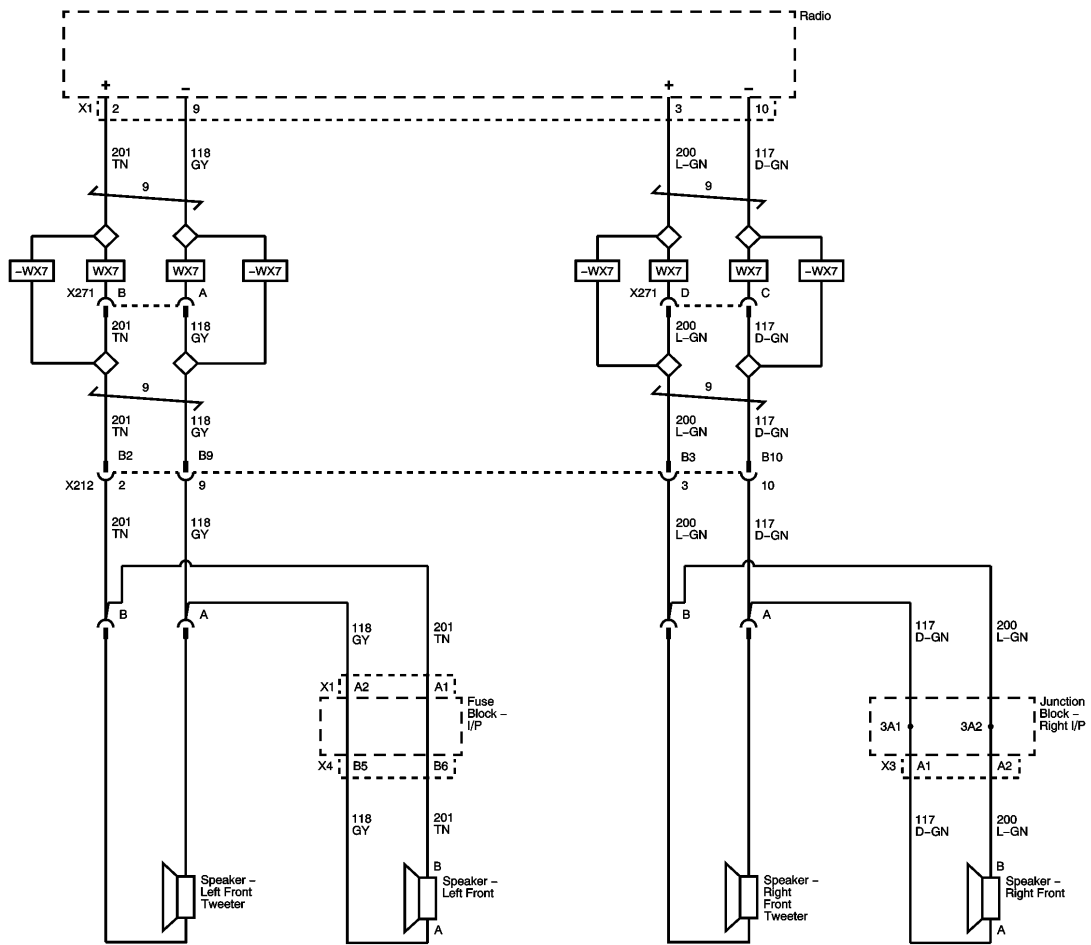 Radio
+ − + −
X1 2 9 3 10
201 118 200 117
TN GY L−GN D−GN
9 9
−WX7 WX7 WX7 −WX7 −WX7 WX7 WX7 −WX7
X271 B A X271 D C
201 118 200 117
TN GY L−GN D−GN
9 9
201 118 200 117
TN GY L−GN D−GN
B2 B9 B3 B10
X212 2 9 3 10
201 118 200 117
TN GY L−GN D−GN
B A B A
118 201 117 200
GY TN D−GN L−GN
X1 A2 A1
Fuse
Block −
I/P
Junction
Block −
Right I/P
3A1 3A2
X4 B5 B6 X3 A1 A2
118 201 117 200
GY TN D−GN L−GN
Speaker −
Left Front
Tweeter
B
Speaker −
Left Front
A
Speaker −
Right
Front
Tweeter
B
Speaker −
Right Front
A